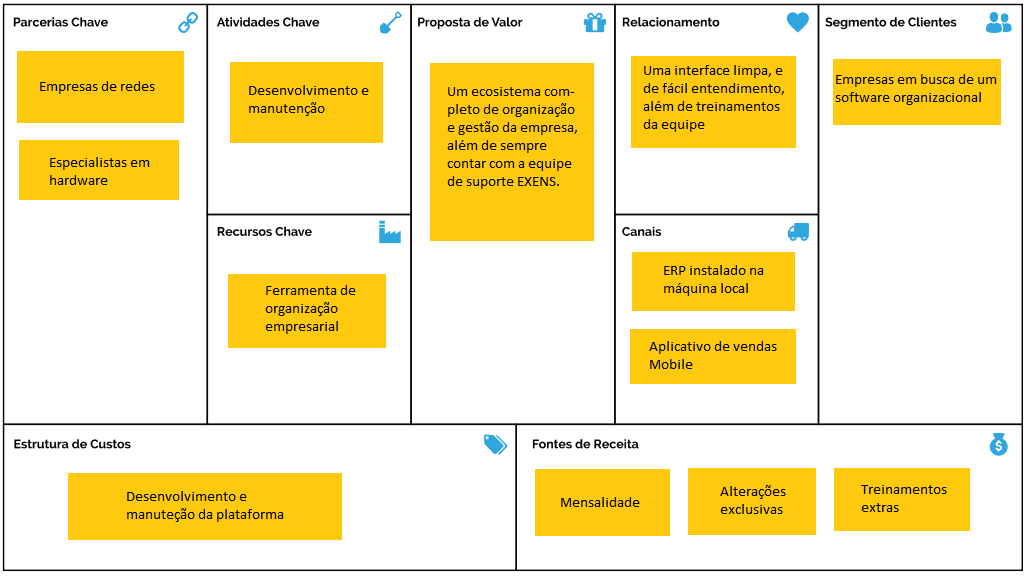 Parcerias Chave
Empresas de redes
Especialistas em
hardware
Atividades Chave
Desenvolvimento e
manutenção
Recursos Chave
Ferramenta de
organização
empresarial
Proposta de Valor
Um ecosistema com-
pleto de organização
e gestão da empresa,
além de sempre
contar com a equipe
de suporte EXENS.
Relacionamento
Uma interface limpa, e
de fácil entendimento,
além de treinamentos
da equipe
Canais
ERP instalado na
máquina local
Aplicativo de vendas
Mobile
Segmento de Clientes
Empresas em busca de um
software organizacional
Estrutura de Custos
Desenvolvimento e
manuteção da plataforma
Fontes de Receita
$
Mensalidade
Alterações
exclusivas
Treinamentos
extras